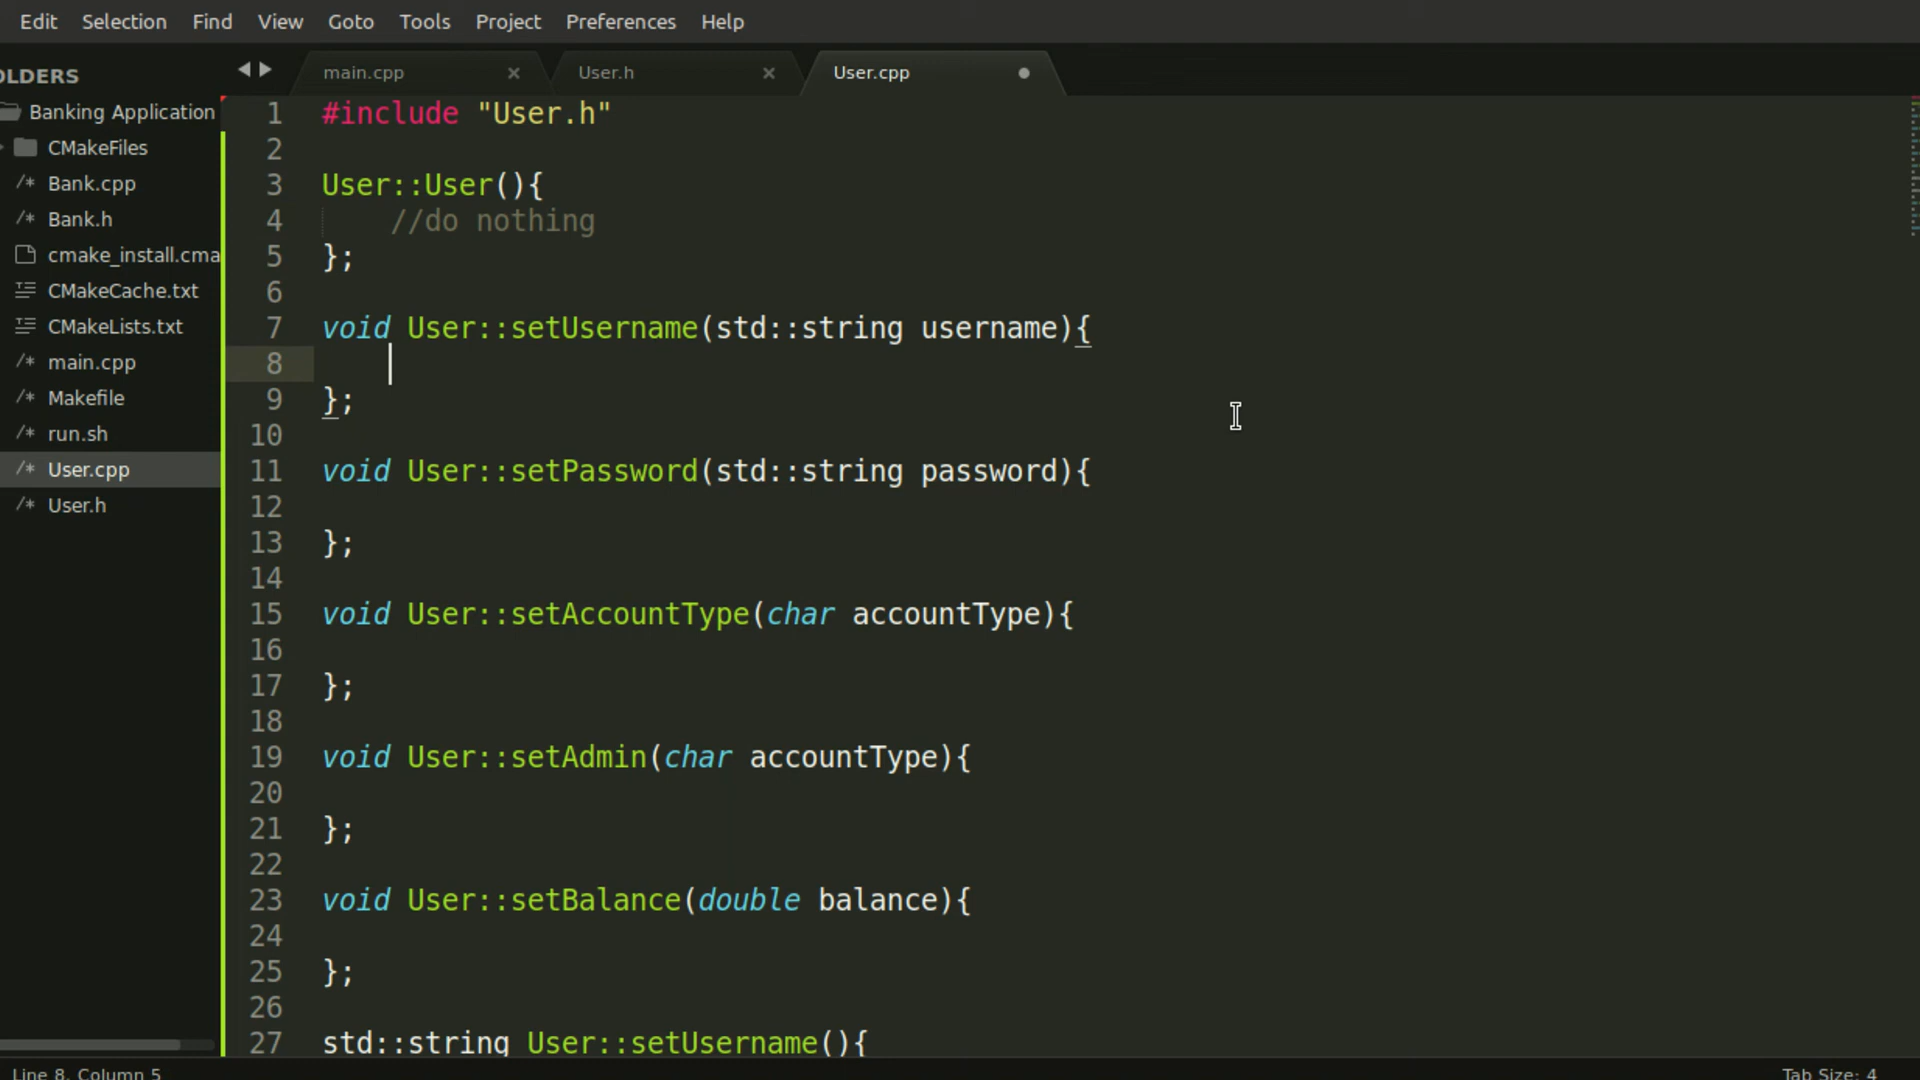 Edit Selection Find View Goto Tools Project Preferences Help
OLDERS
Banking Application
CMakeFiles
/* Bank.cpp
/* Bank.h
cmake_install.cma
CMakeCache.txt
CMakeLists.txt
/* main.cpp
/* Makefile
/* run.sh
/* User.cpp
/* User.h
main.cpp User.h User.cpp
1 #include "User.h"
2
3 User::User(){
4 //do nothing
5 };
6
7 void User::setUsername(std::string username){
8
9 };
10
11 void User::setPassword(std::string password){
12
13 };
14
15 void User::setAccountType(char accountType){
16
17 };
18
19 void User::setAdmin(char accountType){
20
21 };
22
23 void User::setBalance(double balance){
24
25 };
26
27 std::string User::setUsername(){
Line 8, Column 5 Tab Size: 4